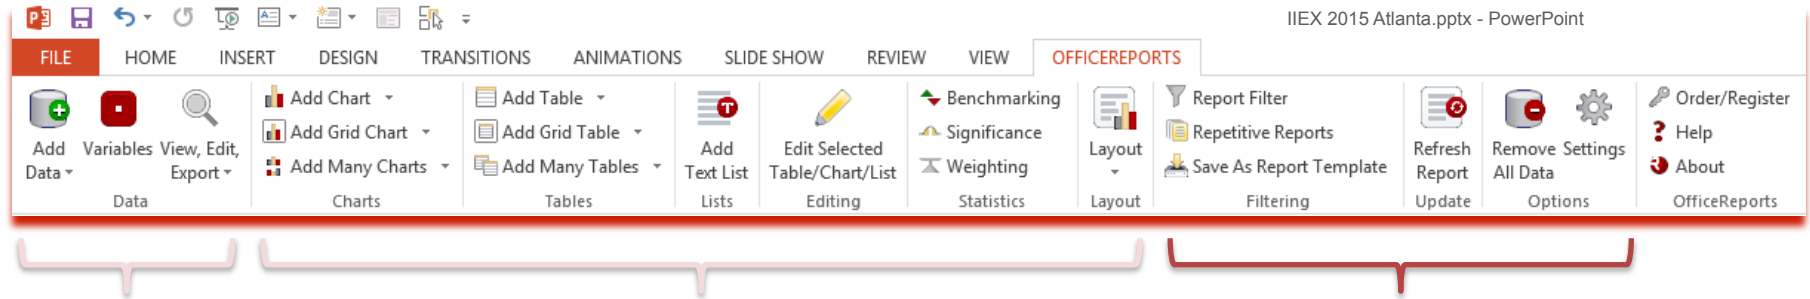 IIEX 2015 Atlanta.pptx - PowerPoint
FILE HOME INSERT DESIGN TRANSITIONS ANIMATIONS SLIDE SHOW REVIEW VIEW OFFICEREPORTS
Add
Data
Variables
View, Edit,
Export
Data
Add Chart
Add Grid Chart
Add Many Charts
Charts
Add Table
Add Grid Table
Add Many Tables
Tables
Add
Text List
Lists
Edit Selected
Table/Chart/List
Editing
Benchmarking
Significance
Weighting
Statistics
Layout
Layout
Report Filter
Repetitive Reports
Save As Report Template
Filtering
Refresh
Report
Update
Remove
All Data
Settings
Options
Order/Register
Help
About
OfficeReports